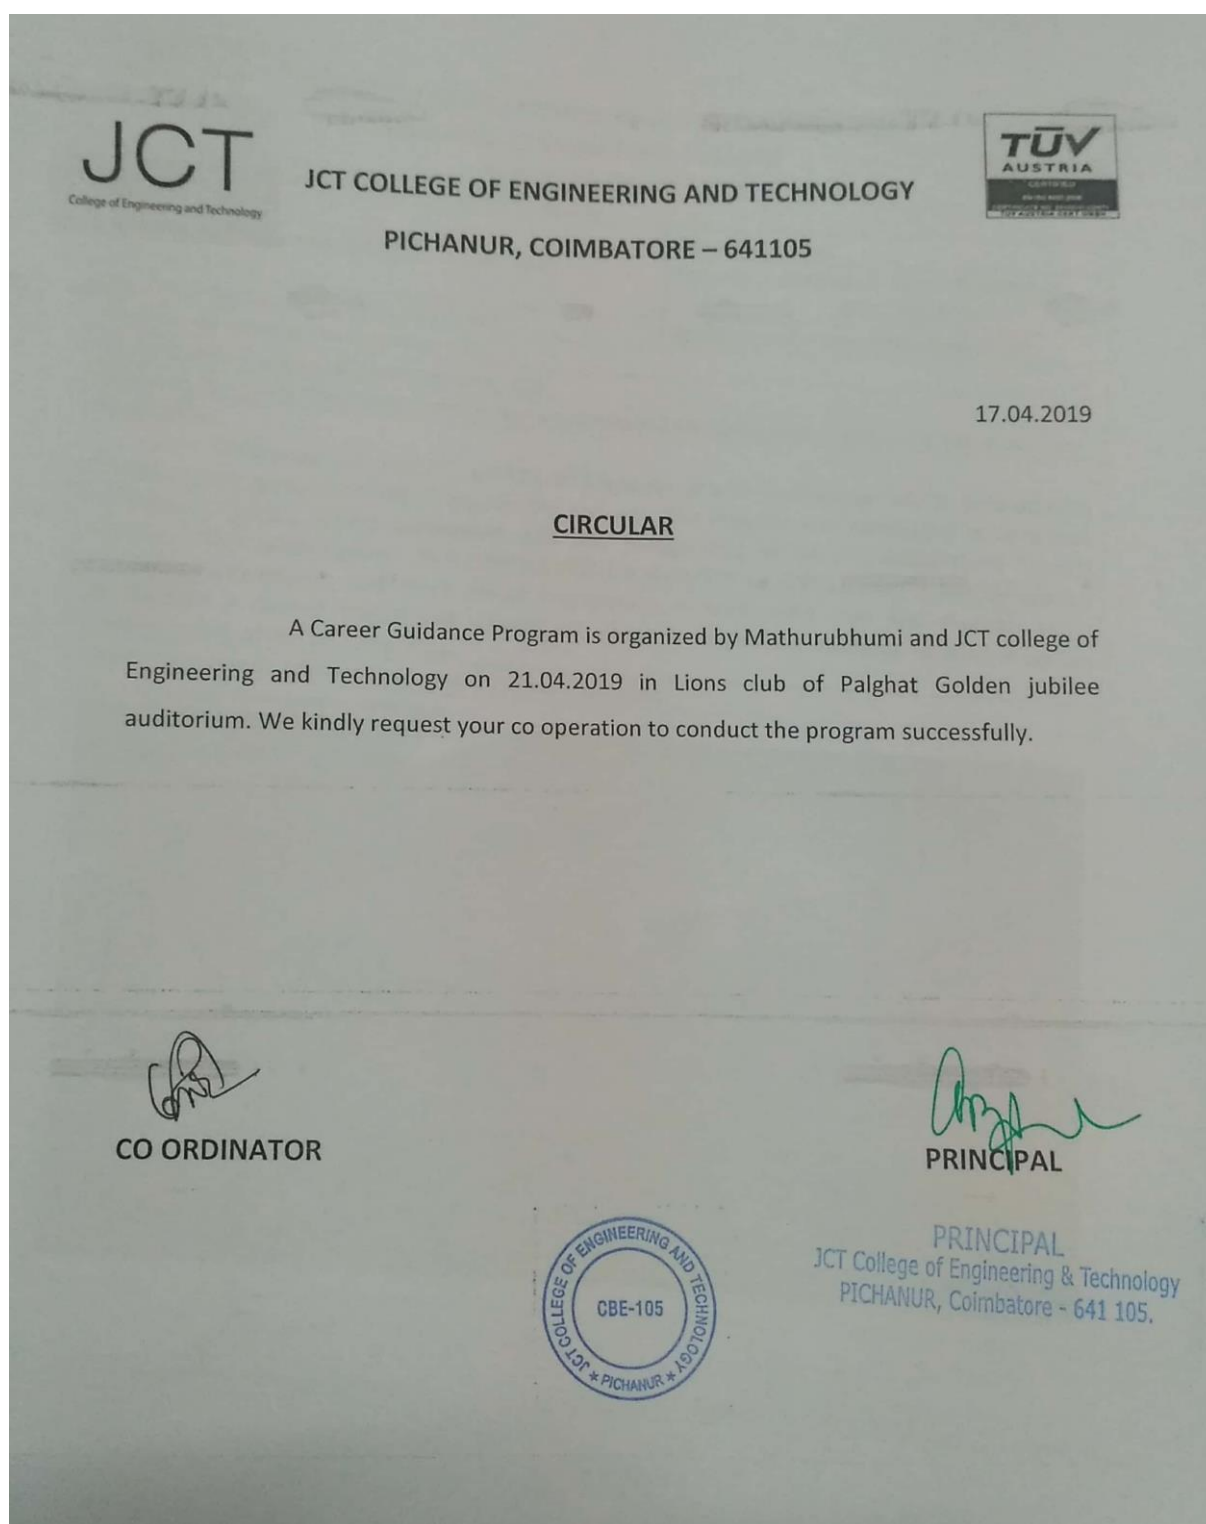 JCT
College of Engineering and Technology
JCT COLLEGE OF ENGINEERING AND TECHNOLOGY
PICHANUR, COIMBATORE – 641105
TÜV
AUSTRIA
CERTIFIED
17.04.2019
CIRCULAR
A Career Guidance Program is organized by Mathurubhumi and JCT college of
Engineering and Technology on 21.04.2019 in Lions club of Palghat Golden jubilee
auditorium. We kindly request your co operation to conduct the program successfully.
CO ORDINATOR
PRINCIPAL
JCT COLLEGE OF ENGINEERING AND TECHNOLOGY
CBE-105
* PICHANUR *
PRINCIPAL
JCT College of Engineering & Technology
PICHANUR, Coimbatore - 641 105.